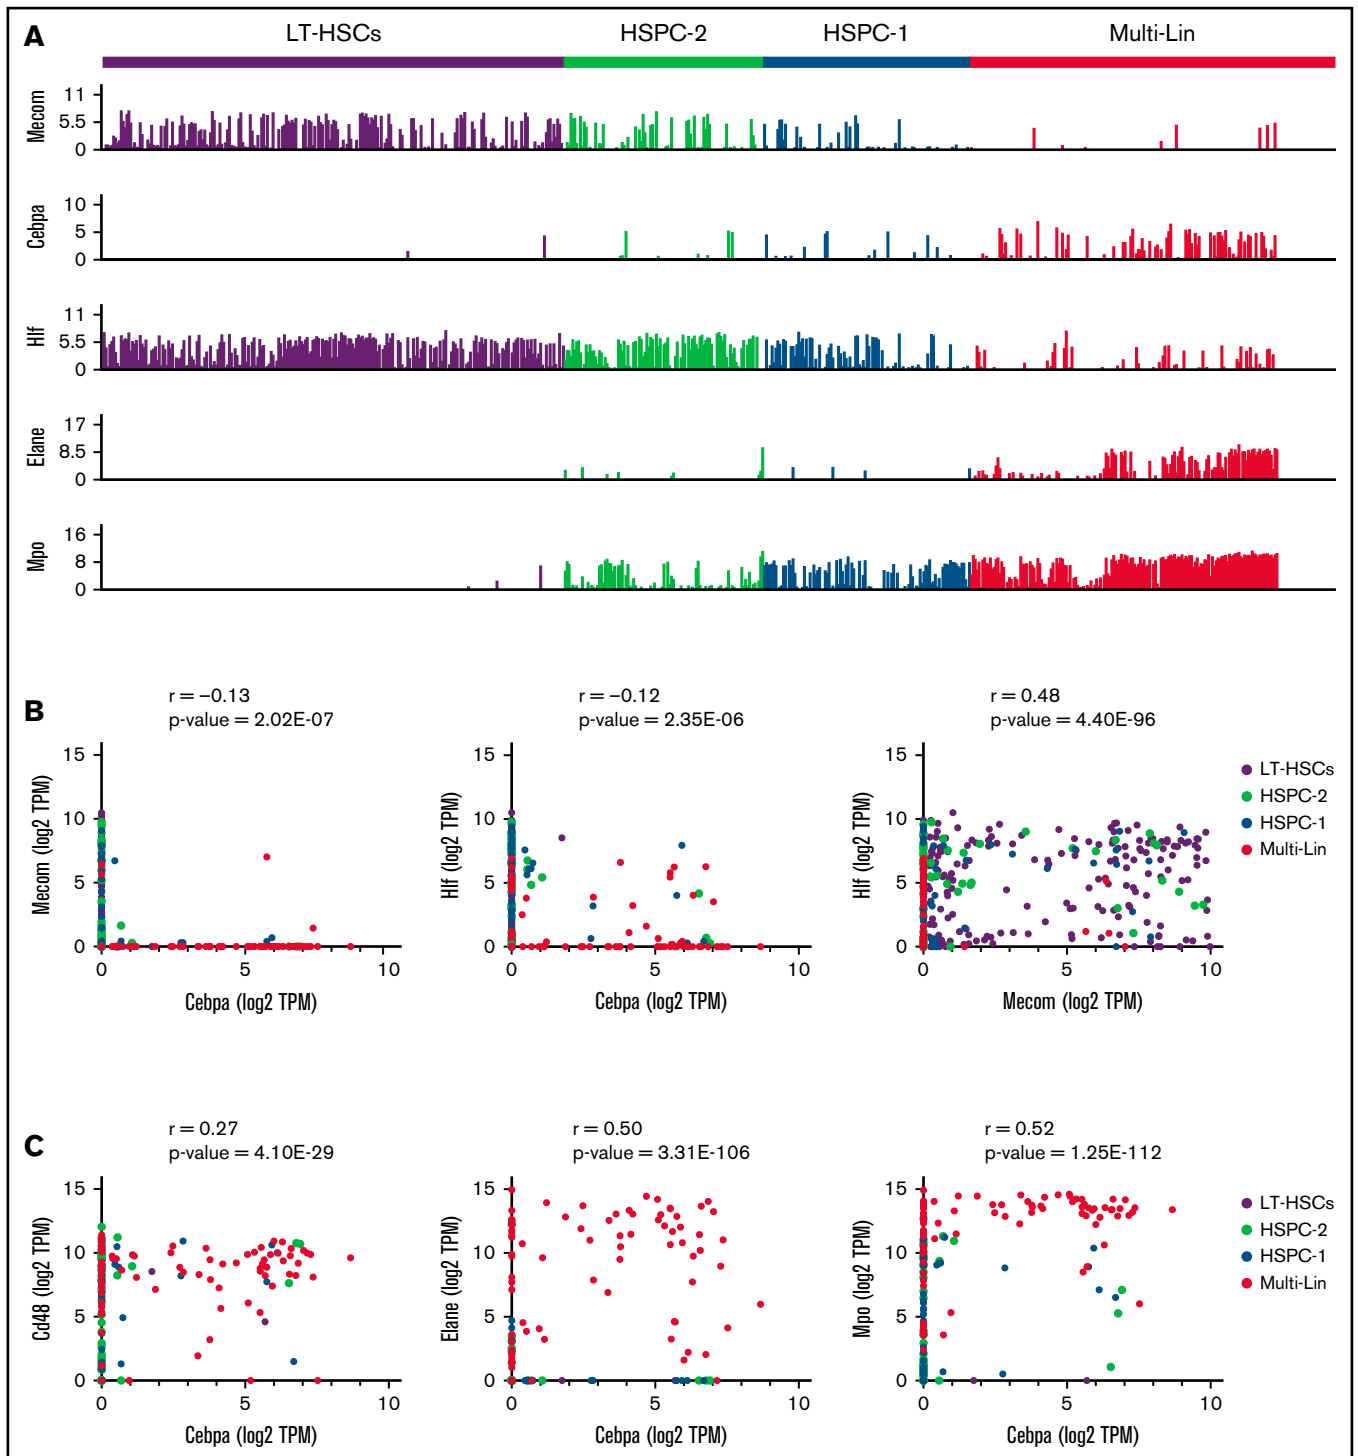 A
LT-HSCs HSPC-2 HSPC-1 Multi-Lin
Mecom
11
5.5
0
Cebpa
10
5
0
Hlf
11
5.5
0
Elane
17
8.5
0
Mpo
16
8
0
B
r = –0.13
p-value = 2.02E-07
Mecom (log2 TPM)
15
10
5
0
0 5 10
Cebpa (log2 TPM)
r = –0.12
p-value = 2.35E-06
Hlf (log2 TPM)
15
10
5
0
0 5 10
Cebpa (log2 TPM)
r = 0.48
p-value = 4.40E-96
Hlf (log2 TPM)
15
10
5
0
0 5 10
Mecom (log2 TPM)
LT-HSCs
HSPC-2
HSPC-1
Multi-Lin
C
r = 0.27
p-value = 4.10E-29
Cd48 (log2 TPM)
15
10
5
0
0 5 10
Cebpa (log2 TPM)
r = 0.50
p-value = 3.31E-106
Elane (log2 TPM)
15
10
5
0
0 5 10
Cebpa (log2 TPM)
r = 0.52
p-value = 1.25E-112
Mpo (log2 TPM)
15
10
5
0
0 5 10
Cebpa (log2 TPM)
LT-HSCs
HSPC-2
HSPC-1
Multi-Lin